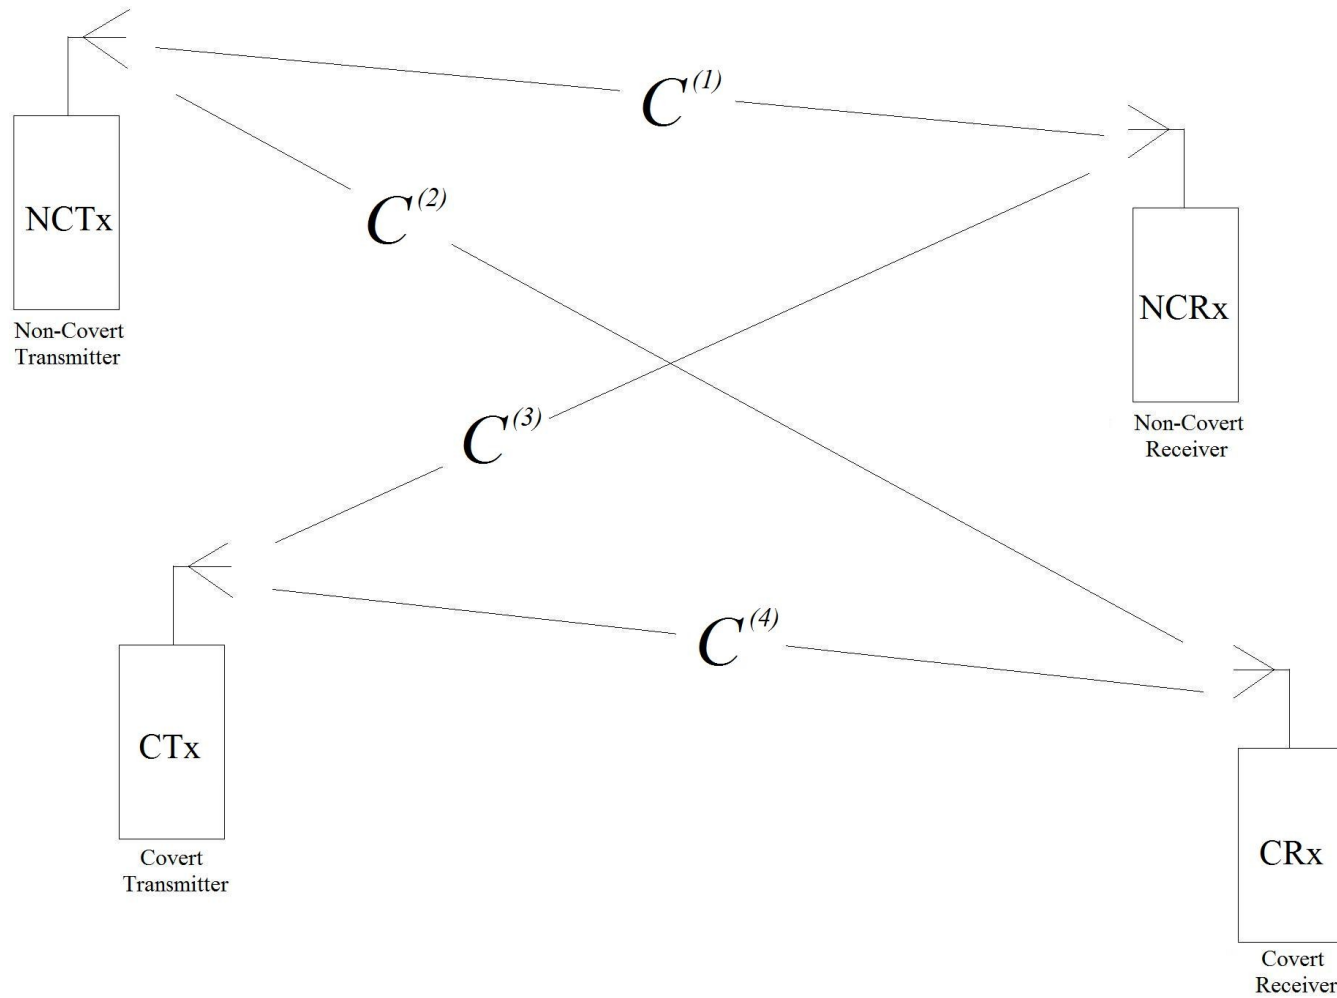 C(1)
NCTx
C(2)
NCRx
Non-Covert
Transmitter
C(3)
Non-Covert
Receiver
C(4)
CTx
Covert
Transmitter
CRx
Covert
Receiver